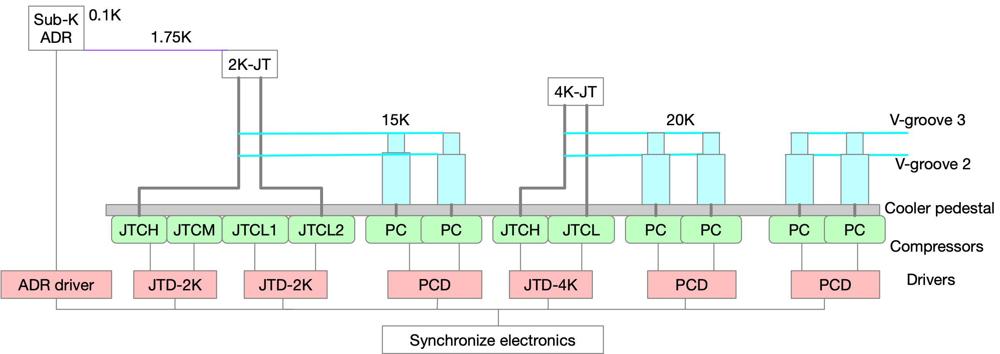 Sub-K
ADR
0.1K
1.75K
2K-JT
4K-JT
15K
20K
V-groove 3
V-groove 2
Cooler pedestal
JTCH
JTCM
JTCL1
JTCL2
PC
PC
JTCH
JTCL
PC
PC
PC
PC
Compressors
ADR driver
JTD-2K
JTD-2K
PCD
JTD-4K
PCD
PCD
Drivers
Synchronize electronics